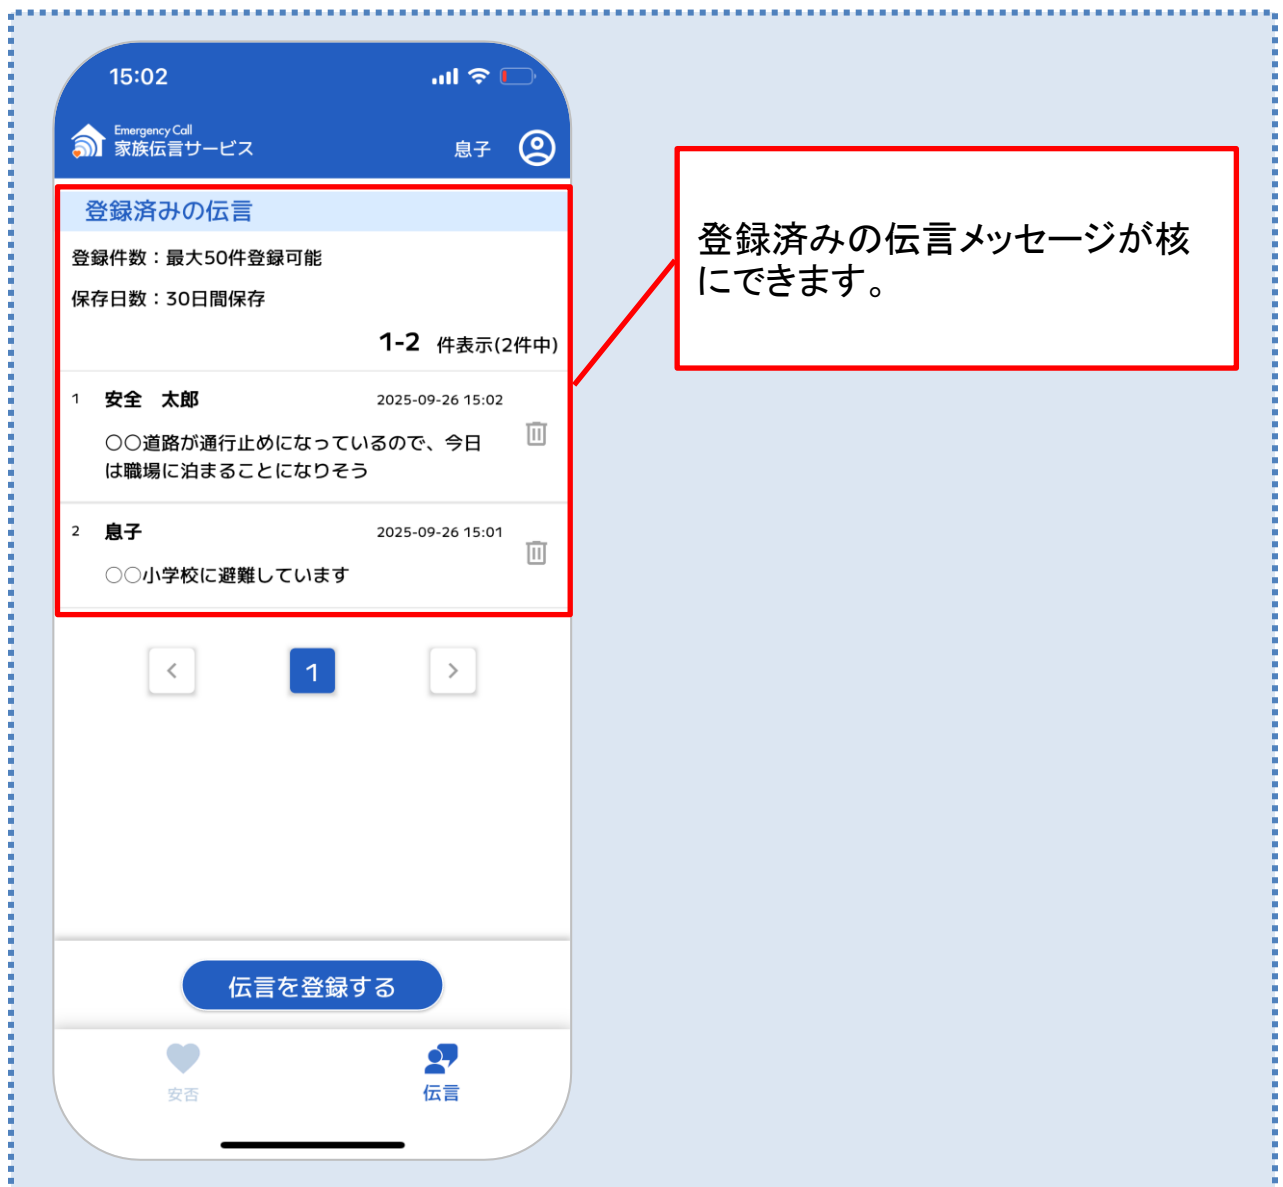 15:02
Emergency Call
家族伝言サービス
息子
登録済みの伝言
登録件数：最大50件登録可能
保存日数：30日間保存
1-2 件表示(2件中)
1 安全　太郎 2025-09-26 15:02
〇〇道路が通行止めになっているので、今日
は職場に泊まることになりそう
2 息子 2025-09-26 15:01
〇〇小学校に避難しています
< 1 >
伝言を登録する
安否
伝言
登録済みの伝言メッセージが核
にできます。